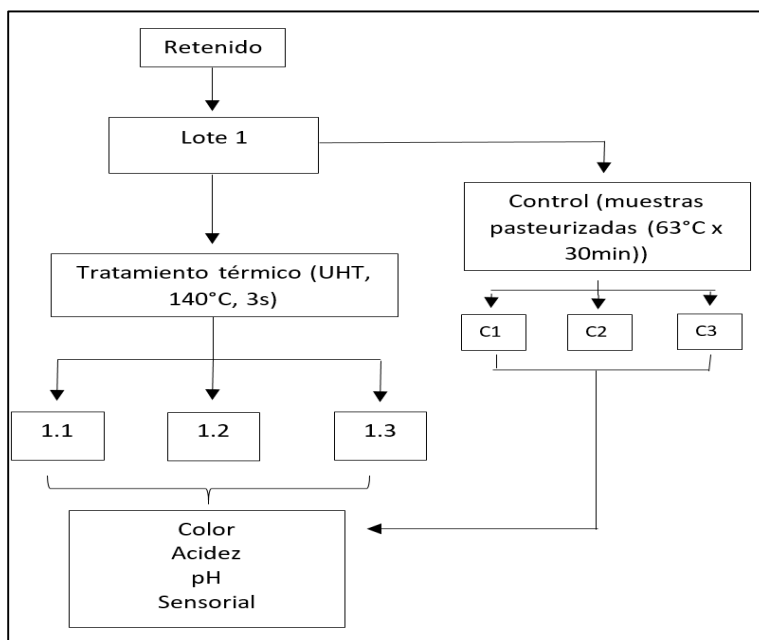 Retenido
Lote 1
Control (muestras
pasteurizadas (63°C x
30min))
Tratamiento térmico (UHT,
140°C, 3s)
C1
C2
C3
1.1
1.2
1.3
Color
Acidez
pH
Sensorial